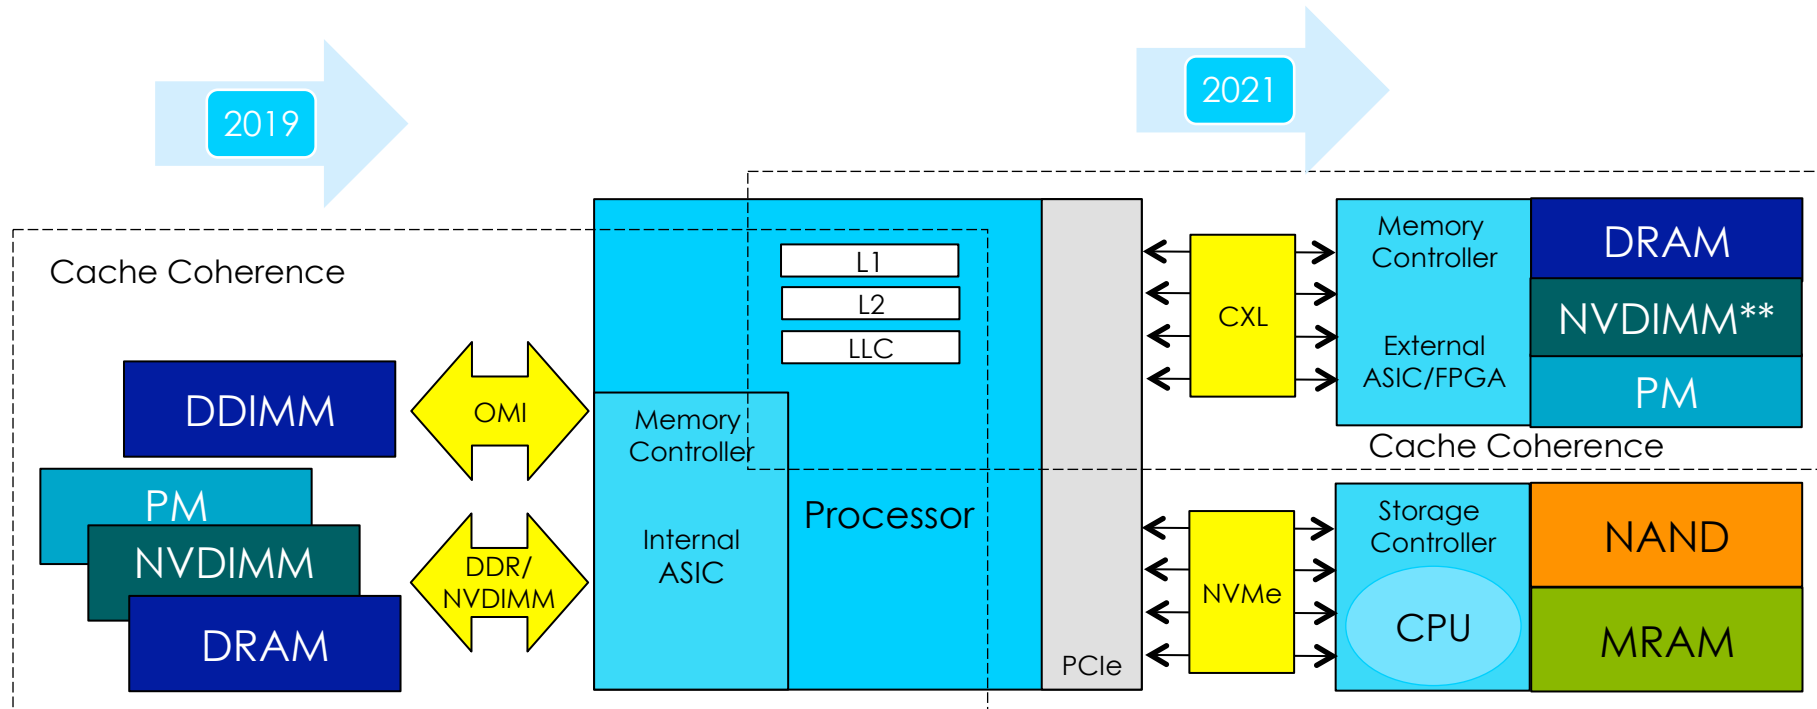 2019
2021
Cache Coherence
DDIMM
PM
NVDIMM
DRAM
OMI
DDR/
NVDIMM
L1
L2
LLC
Memory
Controller
Internal
ASIC
Processor
PCIe
CXL
NVMe
Memory
Controller
External
ASIC/FPGA
DRAM
NVDIMM**
PM
Cache Coherence
Storage
Controller
CPU
NAND
MRAM